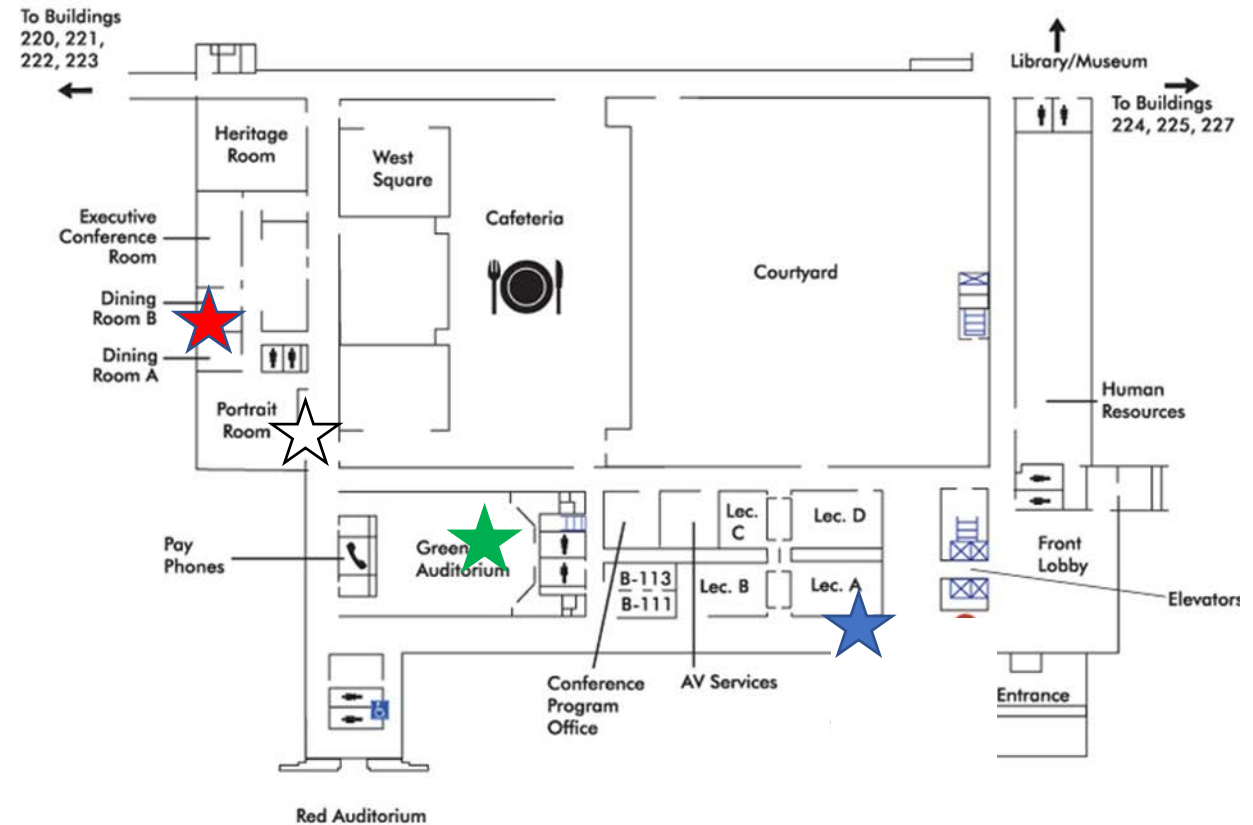 To Buildings
220, 221,
222, 223
Library/Museum
To Buildings
224, 225, 227
Heritage
Room
West
Square
Executive
Conference
Room
Cafeteria
Courtyard
Dining
Room B
Dining
Room A
Portrait
Room
Human
Resources
Pay
Phones
Green
Auditorium
Lec.
C
Lec. D
B-113
B-111
Lec. B
Lec. A
Front
Lobby
Elevators
Conference
Program
Office
AV Services
Entrance
Red Auditorium